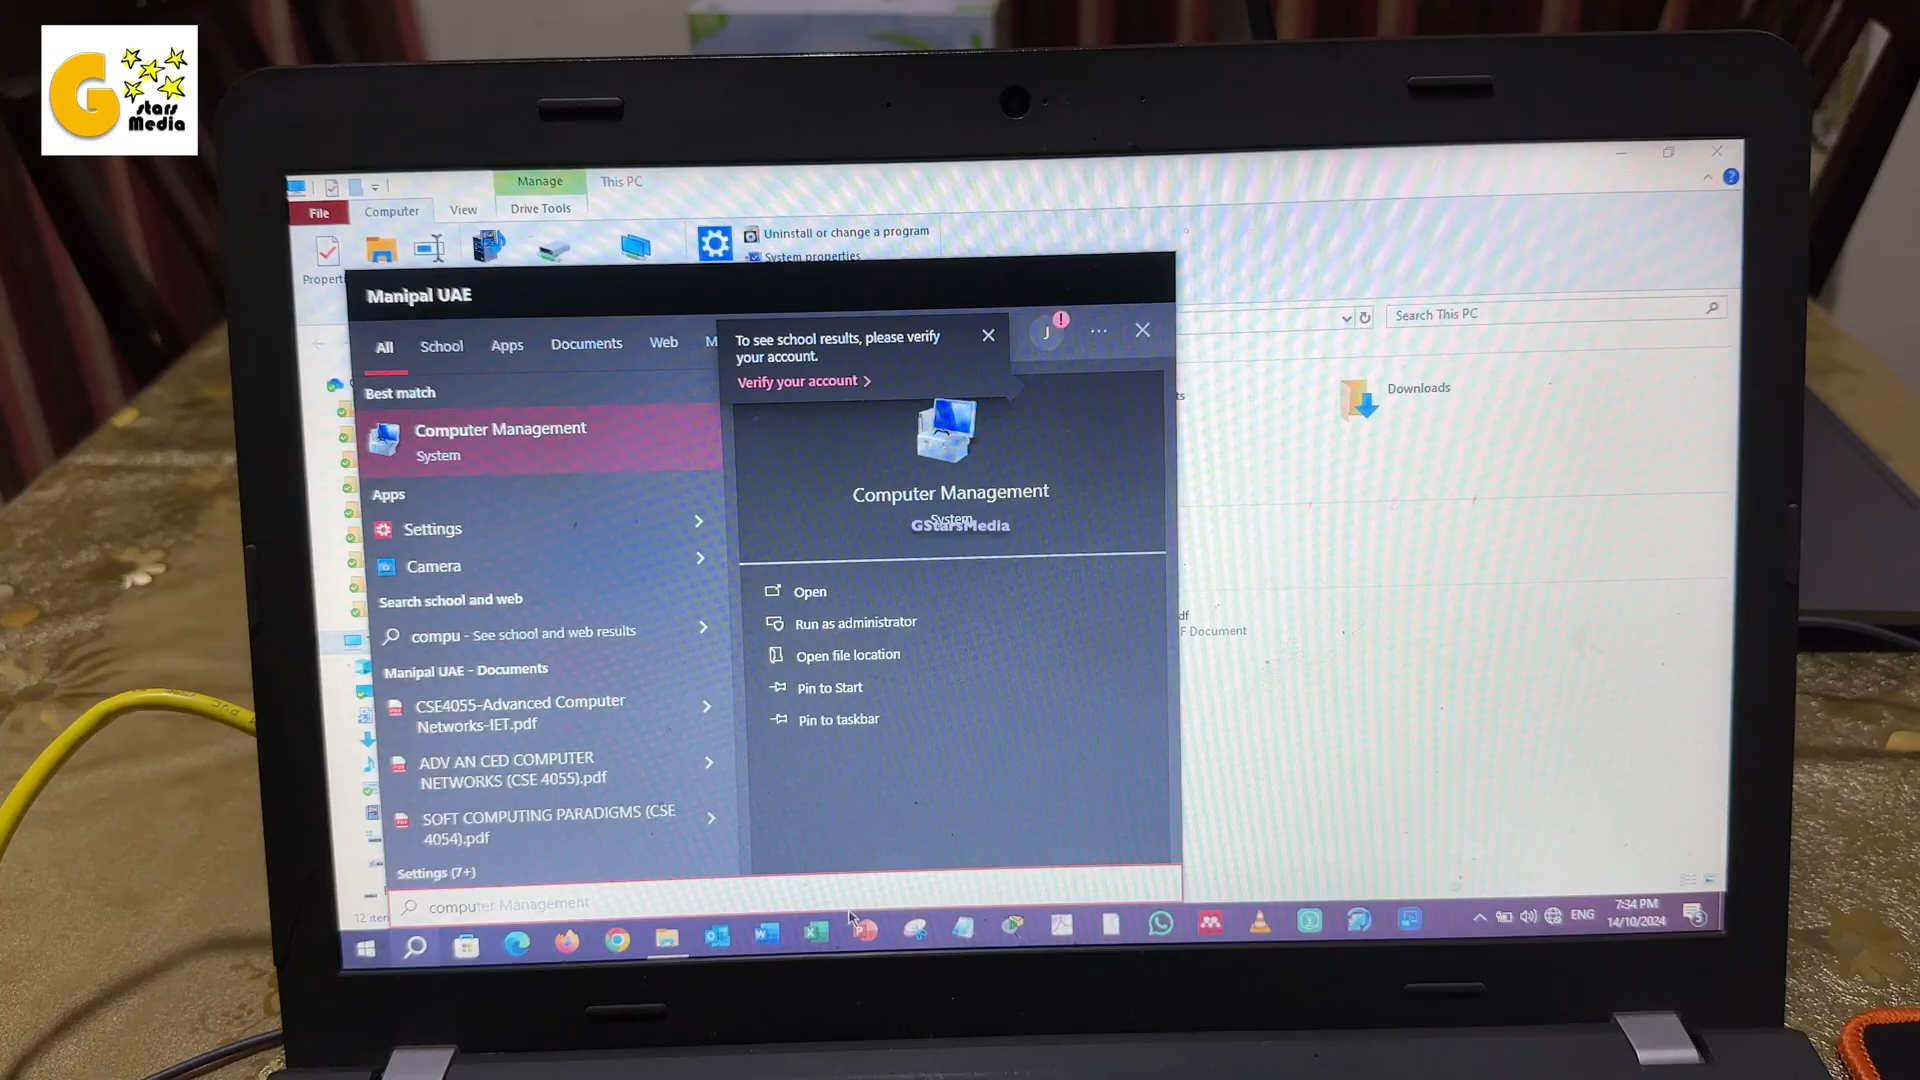 G
stars
Media
Manage
This PC
File
Computer
View
Drive Tools
Uninstall or change a program
System properties
Propert
Manipal UAE
Search This PC
All
School
Apps
Documents
Web
M
To see school results, please verify
your account.
Verify your account
J
Best match
Computer Management
System
Downloads
Apps
Settings
Camera
Computer Management
System
GStarsMedia
Search school and web
compu - See school and web results
Manipal UAE - Documents
CSE4055-Advanced Computer
Networks-IET.pdf
ADV AN CED COMPUTER
NETWORKS (CSE 4055).pdf
SOFT COMPUTING PARADIGMS (CSE
4054).pdf
Settings (7+)
Open
Run as administrator
Open file location
Pin to Start
Pin to taskbar
df
F Document
computer Management
12 iten
ENG
7:34 PM
14/10/2024
5
PVC